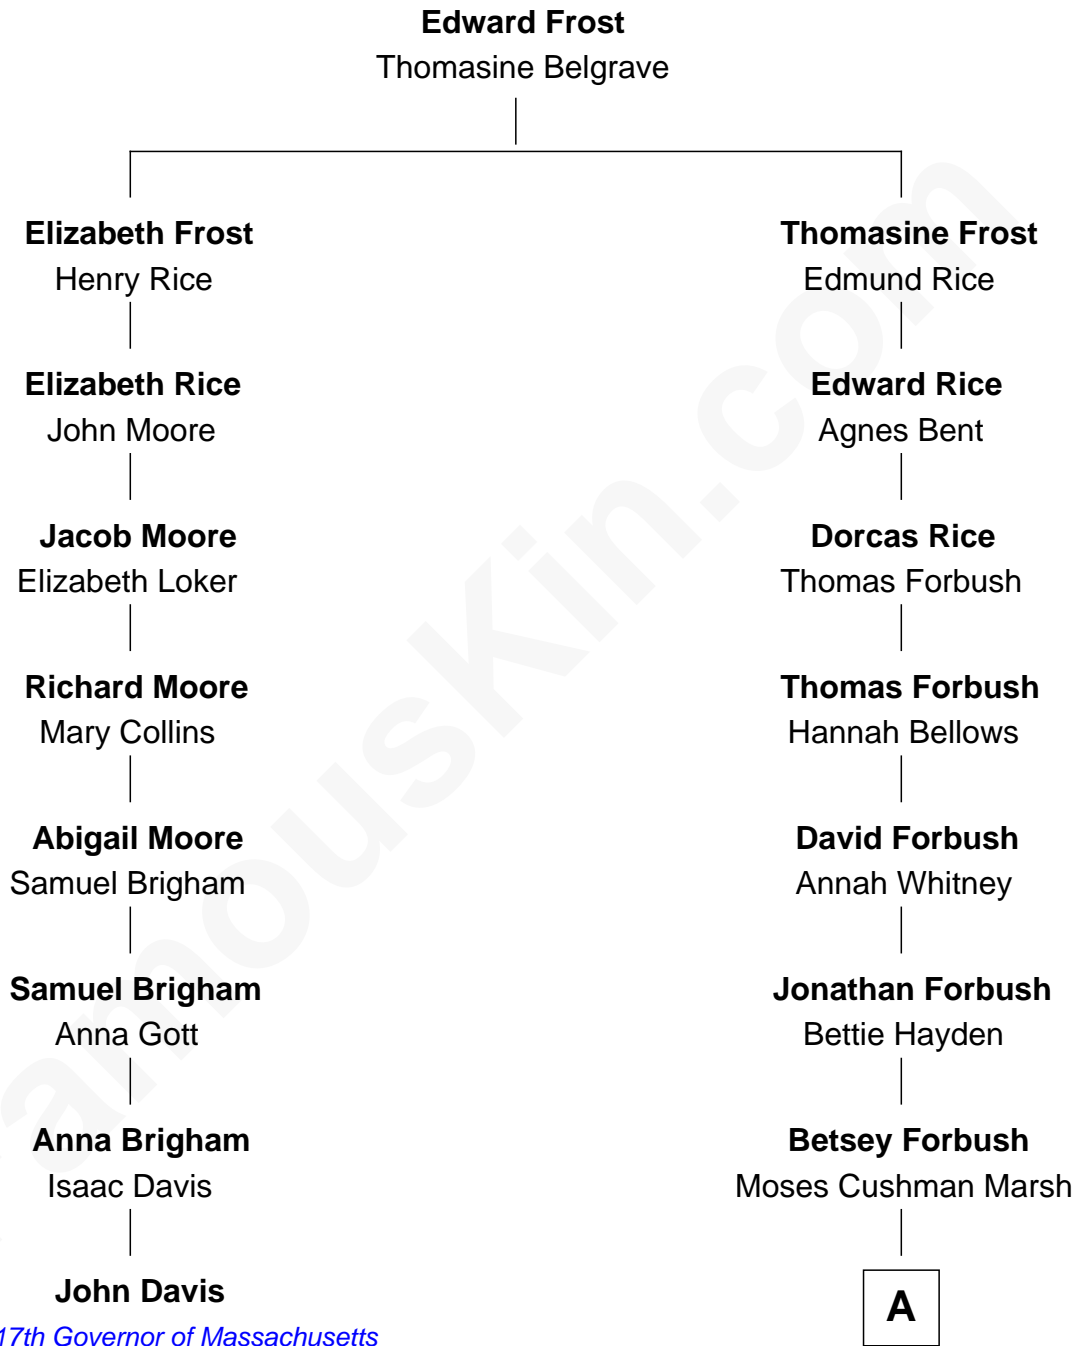 Edward Frost
Thomasine Belgrave
Elizabeth Frost
Henry Rice
Thomasine Frost
Edmund Rice
Elizabeth Rice
John Moore
Edward Rice
Agnes Bent
Jacob Moore
Elizabeth Loker
Dorcas Rice
Thomas Forbush
Richard Moore
Mary Collins
Thomas Forbush
Hannah Bellows
Abigail Moore
Samuel Brigham
David Forbush
Annah Whitney
Samuel Brigham
Anna Gott
Jonathan Forbush
Bettie Hayden
Anna Brigham
Isaac Davis
Betsey Forbush
Moses Cushman Marsh
John Davis
17th Governor of Massachusetts
A
amousKin.com